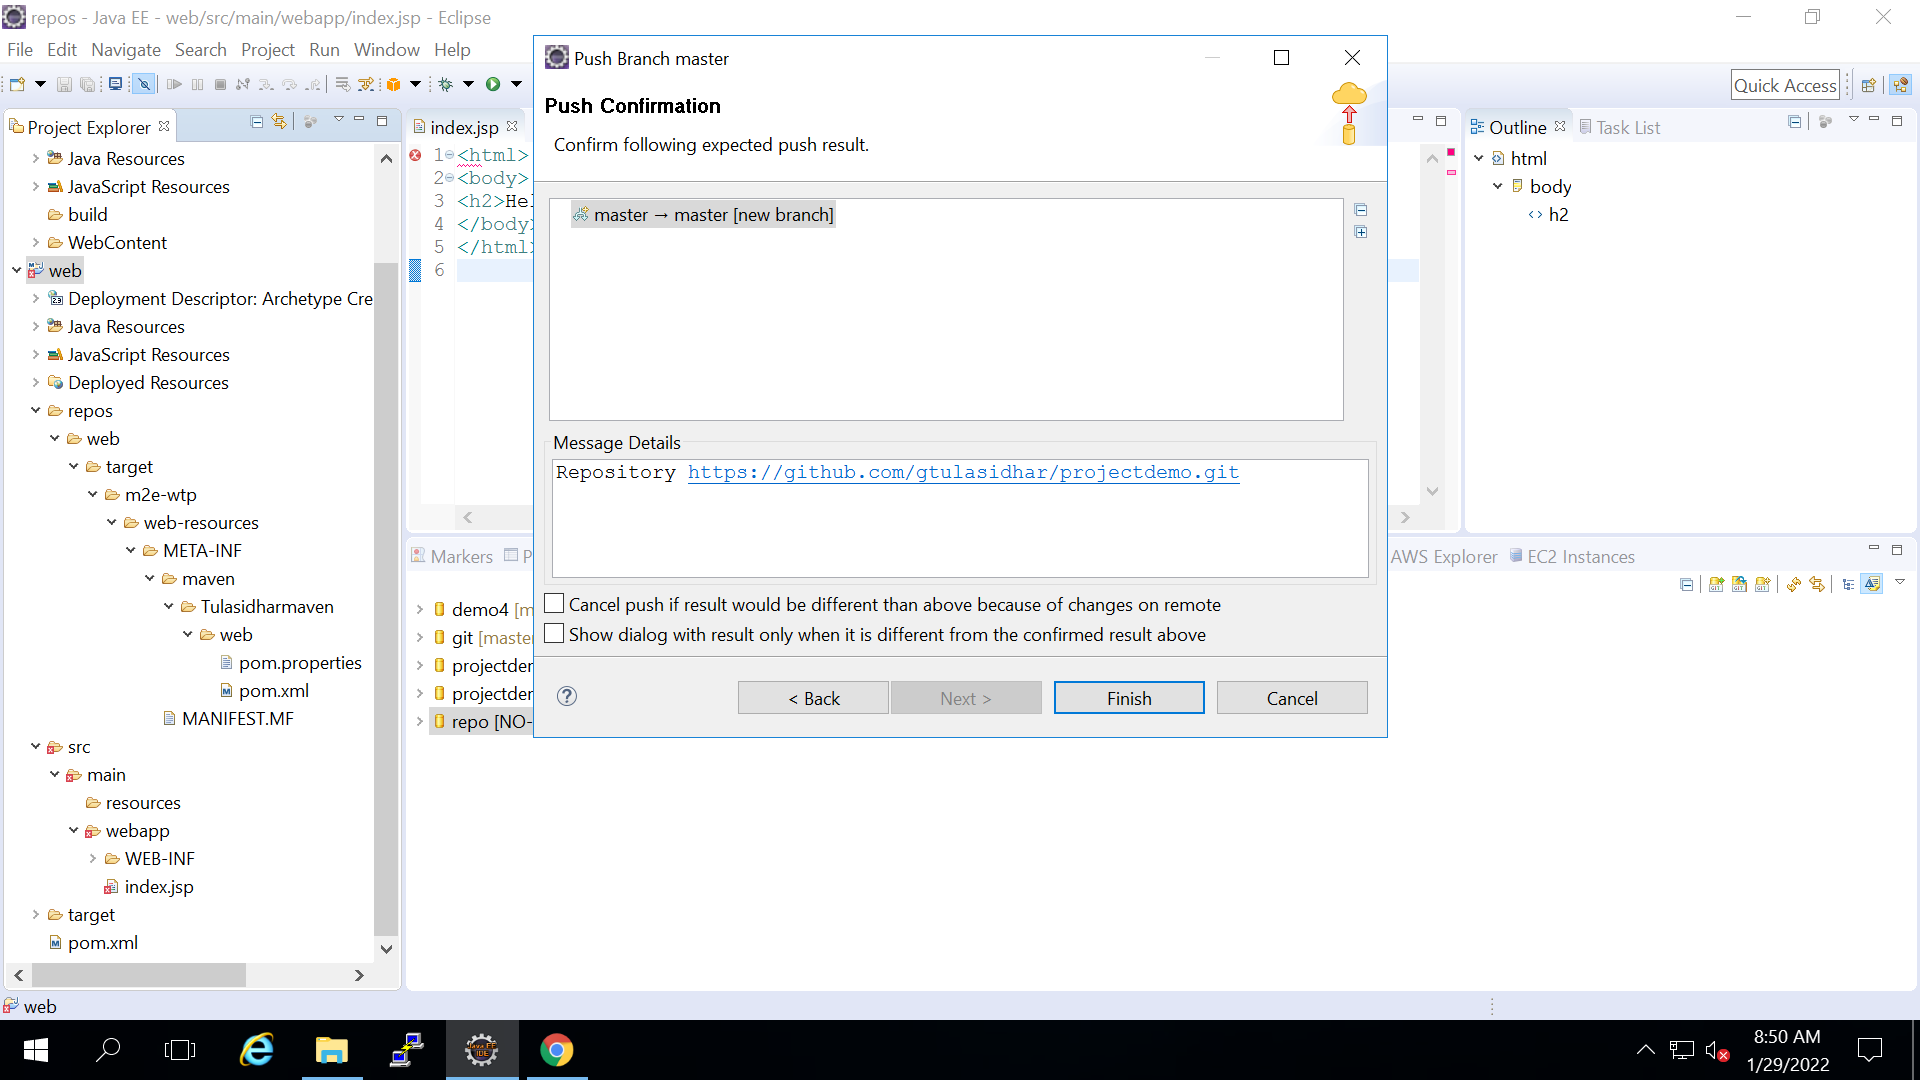 repos - Java EE - web/src/main/webapp/index.jsp - Eclipse
File Edit Navigate Search Project Run Window Help
Quick Access
Project Explorer
Java Resources
JavaScript Resources
build
WebContent
web
Deployment Descriptor: Archetype Cre
Java Resources
JavaScript Resources
Deployed Resources
repos
web
target
m2e-wtp
web-resources
META-INF
maven
Tulasidharmaven
web
pom.properties
pom.xml
MANIFEST.MF
src
main
resources
webapp
WEB-INF
index.jsp
target
pom.xml
index.jsp
1 <html>
2 <body>
3 <h2>Hel
4 </body>
5 </html>
6
Push Branch master
Push Confirmation
Confirm following expected push result.
master → master [new branch]
Message Details
Repository https://github.com/gtulasidhar/projectdemo.git
Cancel push if result would be different than above because of changes on remote
Show dialog with result only when it is different from the confirmed result above
< Back
Next >
Finish
Cancel
Outline
Task List
html
body
h2
Markers
P
AWS Explorer
EC2 Instances
demo4 [m
git [master
projectder
projectder
repo [NO-
web
8:50 AM
1/29/2022